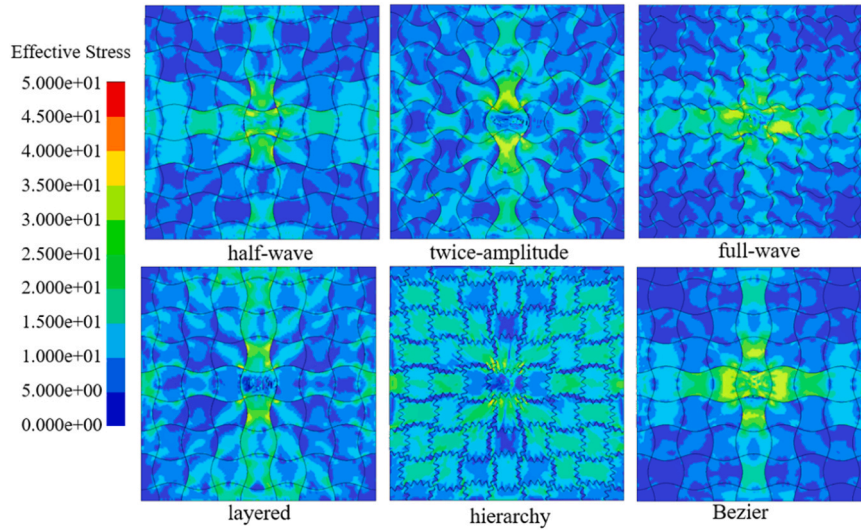 Effective Stress
5.000e+01
4.500e+01
4.000e+01
3.500e+01
3.000e+01
2.500e+01
2.000e+01
1.500e+01
1.000e+01
5.000e+00
0.000e+00
half-wave
twice-amplitude
full-wave
layered
hierarchy
Bezier